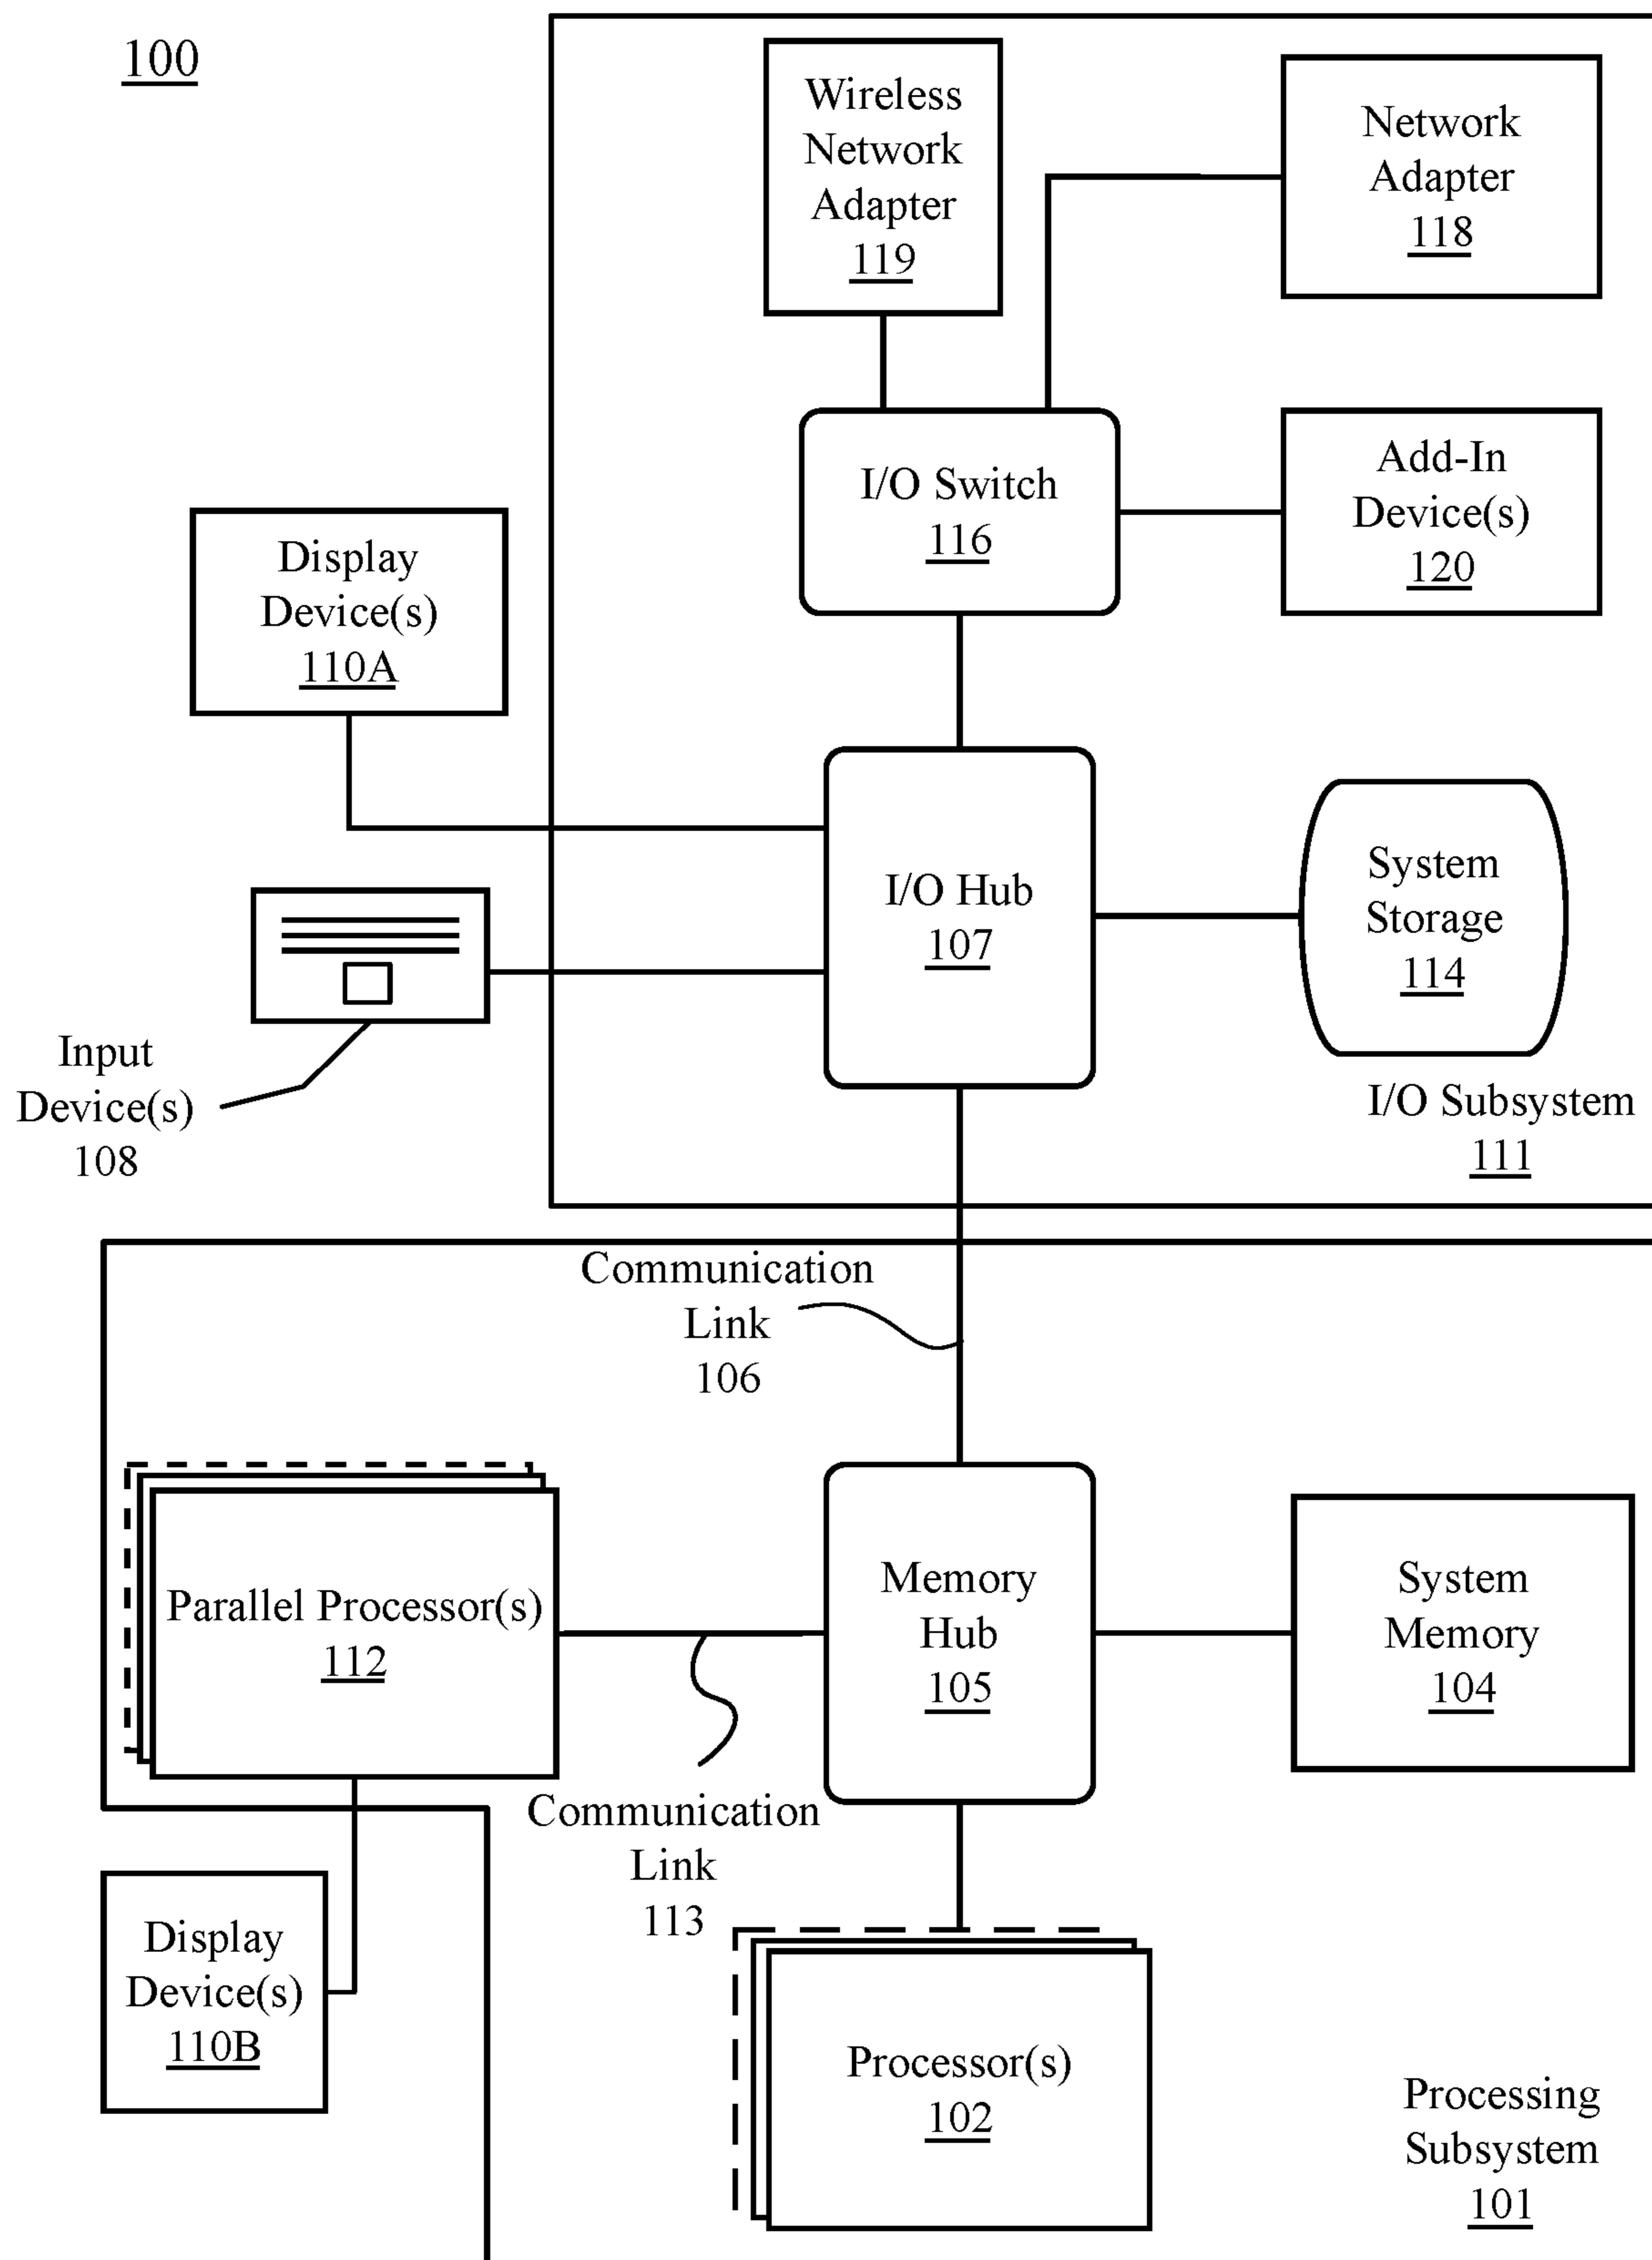 100
Wireless
Network
Adapter
119
Network
Adapter
118
I/O Switch
116
Add-In
Device(s)
120
Display
Device(s)
110A
I/O Hub
107
System
Storage
114
Input
Device(s)
108
I/O Subsystem
111
Communication
Link
106
Parallel Processor(s)
112
Memory
Hub
105
System
Memory
104
Communication
Link
113
Display
Device(s)
110B
Processor(s)
102
Processing
Subsystem
101